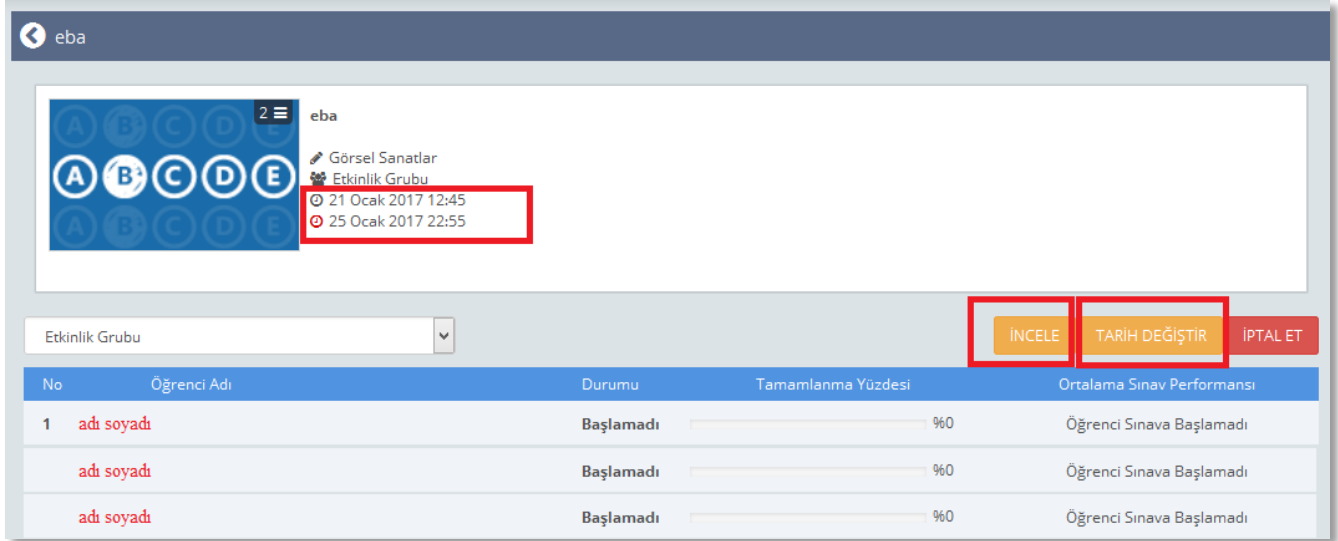 eba
2
A B C D E
A B C D E
A B C D E
eba
Görsel Sanatlar
Etkinlik Grubu
21 Ocak 2017 12:45
25 Ocak 2017 22:55
Etkinlik Grubu
İNCELE TARİH DEĞİŞTİR İPTAL ET
No Öğrenci Adı Durumu Tamamlanma Yüzdesi Ortalama Sınav Performansı
1 adı soyadı Başlamadı %0 Öğrenci Sınava Başlamadı
adı soyadı Başlamadı %0 Öğrenci Sınava Başlamadı
adı soyadı Başlamadı %0 Öğrenci Sınava Başlamadı